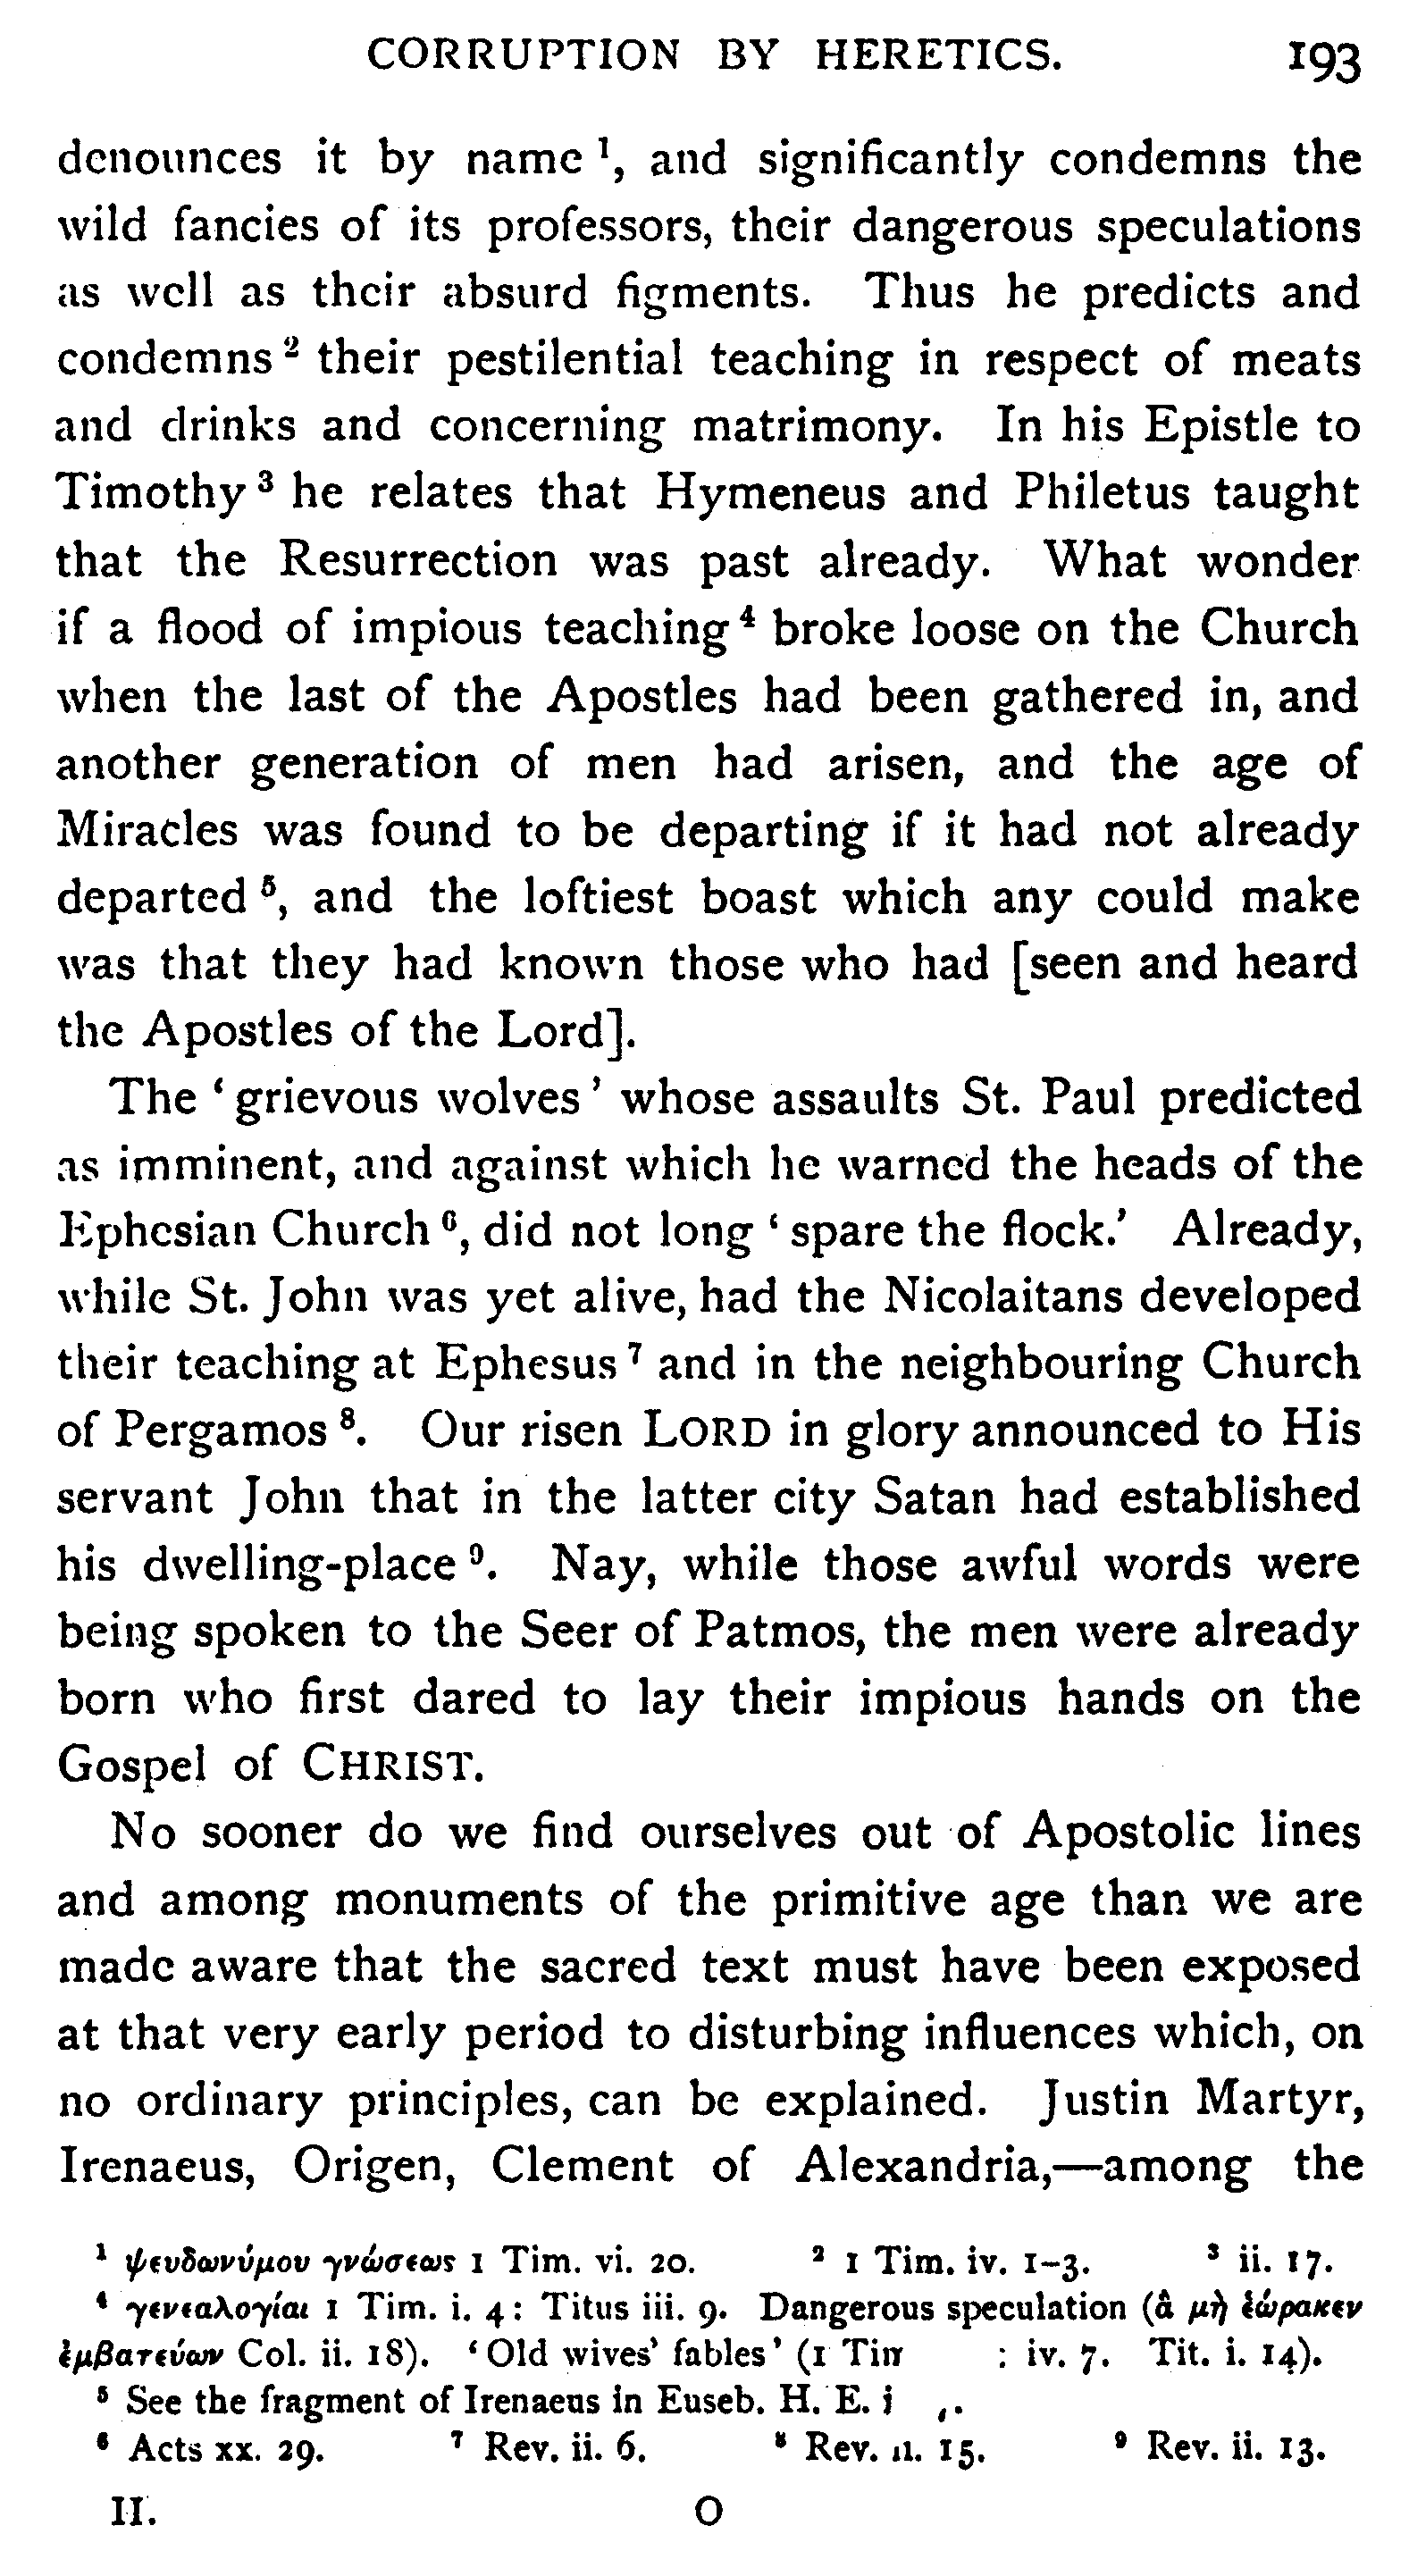 CORRUPTION BY HERETICS. 193
denounces it by name ¹, and significantly condemns the
wild fancies of its professors, their dangerous speculations
as well as their absurd figments. Thus he predicts and
condemns ² their pestilential teaching in respect of meats
and drinks and concerning matrimony. In his Epistle to
Timothy ³ he relates that Hymeneus and Philetus taught
that the Resurrection was past already. What wonder
if a flood of impious teaching ⁴ broke loose on the Church
when the last of the Apostles had been gathered in, and
another generation of men had arisen, and the age of
Miracles was found to be departing if it had not already
departed ⁵, and the loftiest boast which any could make
was that they had known those who had [seen and heard
the Apostles of the Lord].
The ‘ grievous wolves ’ whose assaults St. Paul predicted
as imminent, and against which he warned the heads of the
Ephesian Church ⁶, did not long ‘ spare the flock.’ Already,
while St. John was yet alive, had the Nicolaitans developed
their teaching at Ephesus ⁷ and in the neighbouring Church
of Pergamos ⁸. Our risen LORD in glory announced to His
servant John that in the latter city Satan had established
his dwelling-place ⁹. Nay, while those awful words were
being spoken to the Seer of Patmos, the men were already
born who first dared to lay their impious hands on the
Gospel of CHRIST.
No sooner do we find ourselves out of Apostolic lines
and among monuments of the primitive age than we are
made aware that the sacred text must have been exposed
at that very early period to disturbing influences which, on
no ordinary principles, can be explained. Justin Martyr,
Irenaeus, Origen, Clement of Alexandria,—among the
¹ ψευδωνύμου γνώσεως 1 Tim. vi. 20. ² 1 Tim. iv. 1–3. ³ ii. 17.
⁴ γενεαλογίαι 1 Tim. i. 4 : Titus iii. 9. Dangerous speculation (ἃ μὴ ἑώρακεν
ἐμβατεύων Col. ii. 18). ‘ Old wives’ fables ’ (1 Tim : iv. 7. Tit. i. 14).
⁵ See the fragment of Irenaeus in Euseb. H. E.
⁶ Acts xx. 29. ⁷ Rev. ii. 6. ⁸ Rev. ii. 15. ⁹ Rev. ii. 13.
II. O